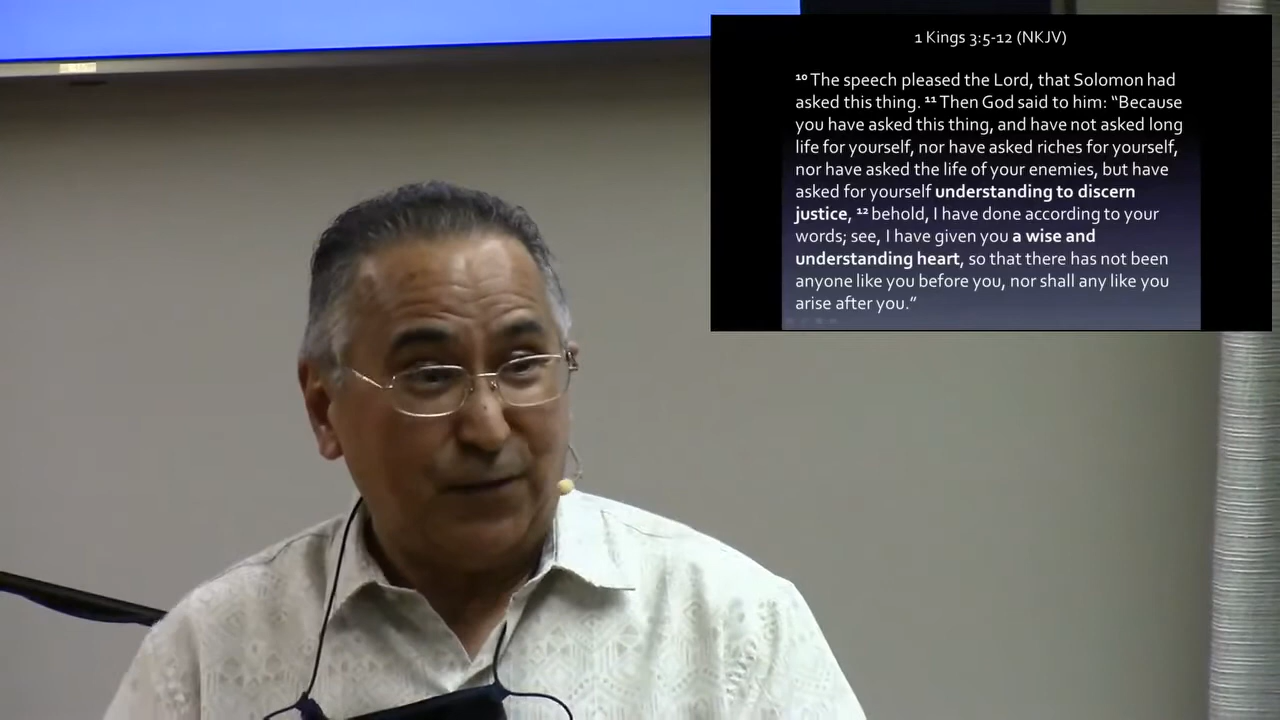 1 Kings 3:5-12 (NKJV)
¹⁰ The speech pleased the Lord, that Solomon had
asked this thing. ¹¹ Then God said to him: “Because
you have asked this thing, and have not asked long
life for yourself, nor have asked riches for yourself,
nor have asked the life of your enemies, but have
asked for yourself understanding to discern
justice, ¹² behold, I have done according to your
words; see, I have given you a wise and
understanding heart, so that there has not been
anyone like you before you, nor shall any like you
arise after you.”